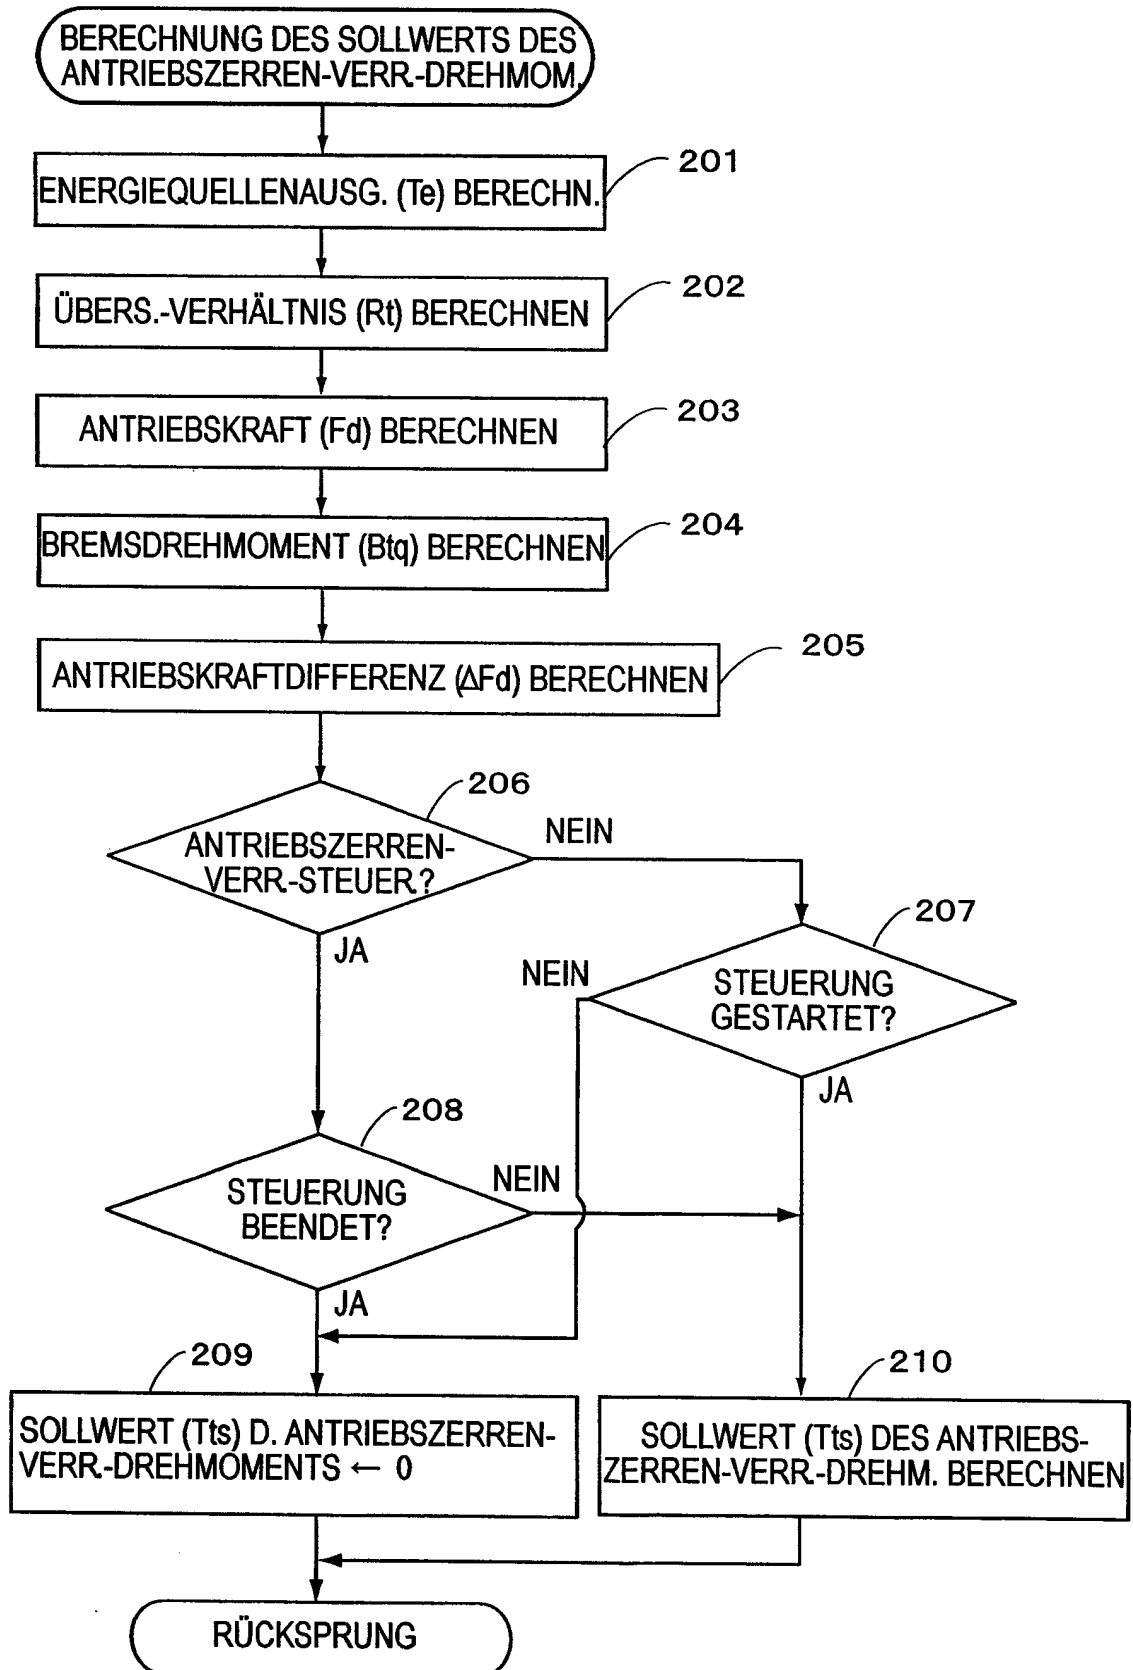 BERECHNUNG DES SOLLWERTS DES
ANTRIEBSZERREN-VERR.-DREHMOM.
201
ENERGIEQUELLENAUSG. (Te) BERECHN.
202
ÜBERS.-VERHÄLTNIS (Rt) BERECHNEN
203
ANTRIEBSKRAFT (Fd) BERECHNEN
204
BREMSDREHMOMENT (Btq) BERECHNEN
205
ANTRIEBSKRAFTDIFFERENZ (ΔFd) BERECHNEN
206
ANTRIEBSZERREN-
VERR.-STEUER.?
NEIN
JA
207
STEUERUNG
GESTARTET?
NEIN
JA
208
STEUERUNG
BEENDET?
NEIN
JA
209
SOLLWERT (Tts) D. ANTRIEBSZERREN-
VERR.-DREHMOMENTS ← 0
210
SOLLWERT (Tts) DES ANTRIEBS-
ZERREN-VERR.-DREHM. BERECHNEN
RÜCKSPRUNG